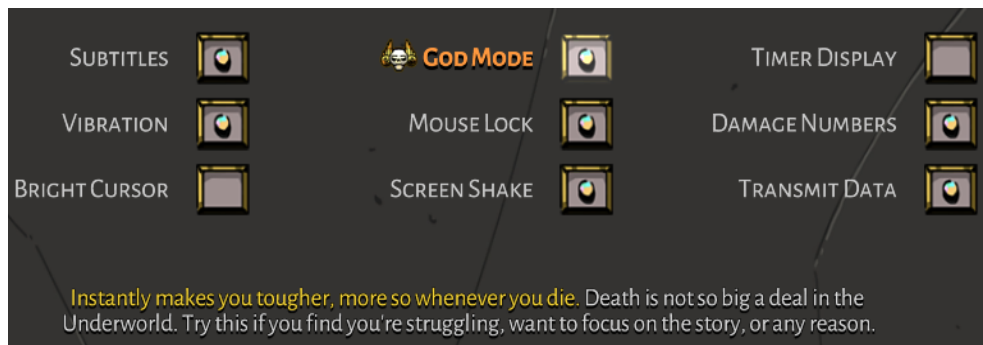 Subtitles
God Mode
Timer Display
Vibration
Mouse Lock
Damage Numbers
Bright Cursor
Screen Shake
Transmit Data
Instantly makes you tougher, more so whenever you die. Death is not so big a deal in the
Underworld. Try this if you find you're struggling, want to focus on the story, or any reason.